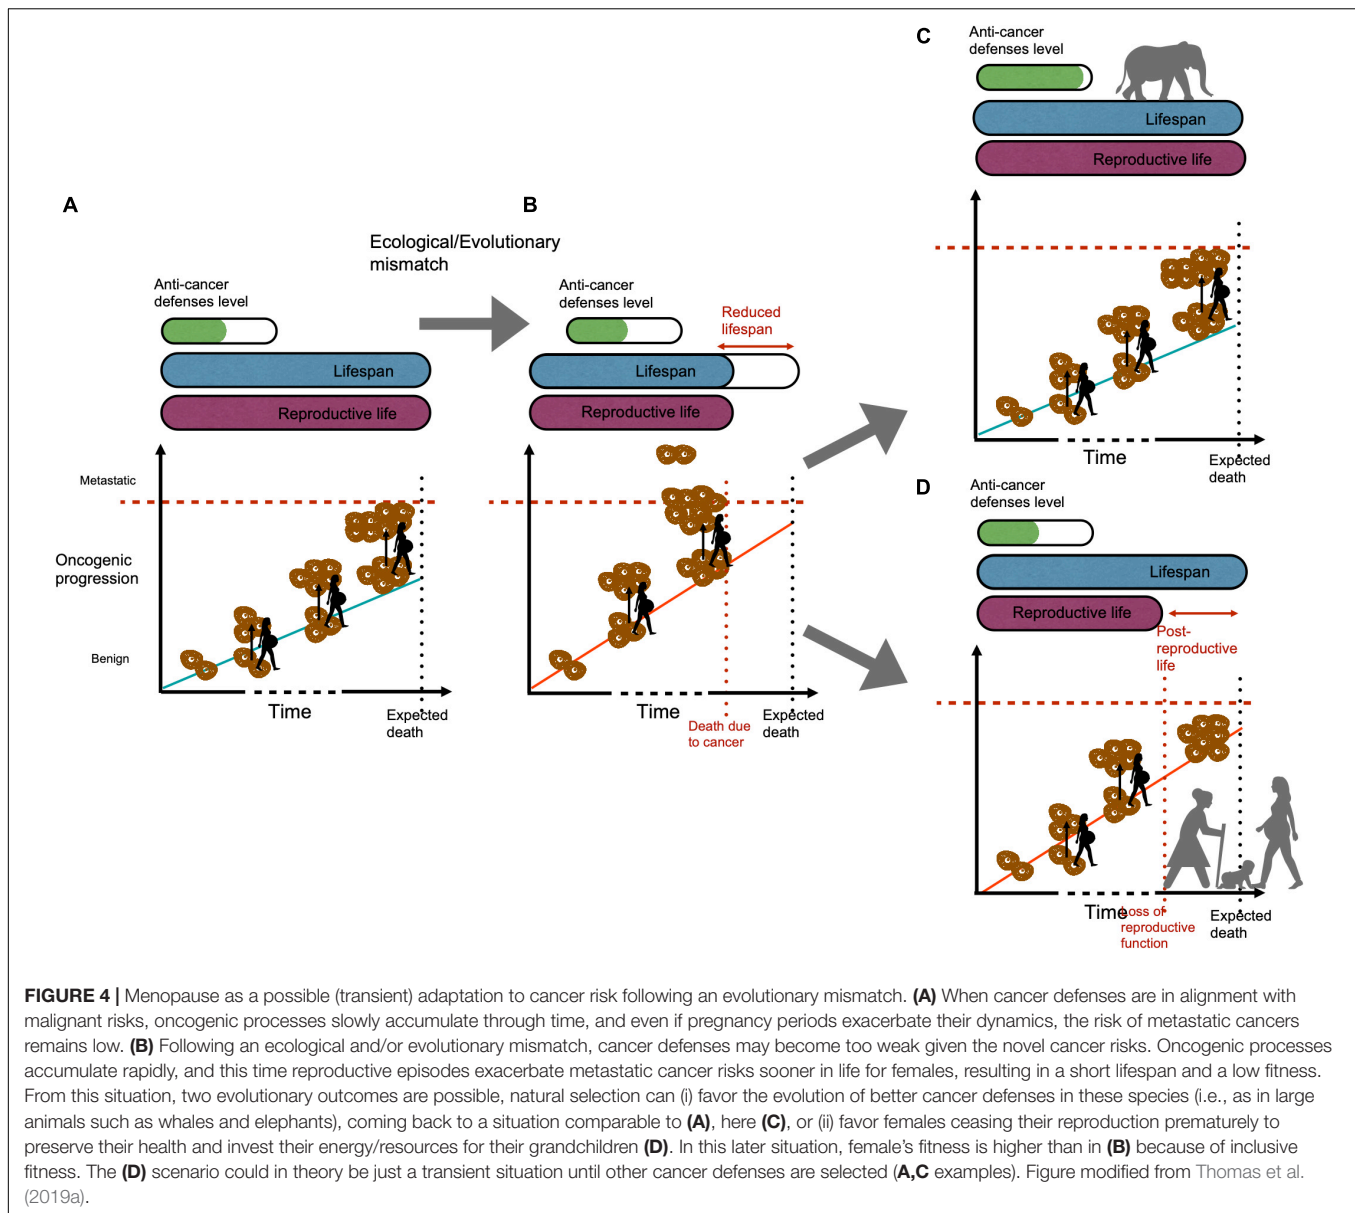 A
Anti-cancer
defenses level
Lifespan
Reproductive life
Metastatic
Oncogenic
progression
Benign
Time
Expected
death
Ecological/Evolutionary
mismatch
B
Anti-cancer
defenses level
Reduced
lifespan
Lifespan
Reproductive life
Time
Death due
to cancer
Expected
death
C
Anti-cancer
defenses level
Lifespan
Reproductive life
Time
Expected
death
D
Anti-cancer
defenses level
Lifespan
Reproductive life
Post-
reproductive
life
Time
Loss of
reproductive
function
Expected
death
FIGURE 4 | Menopause as a possible (transient) adaptation to cancer risk following an evolutionary mismatch. (A) When cancer defenses are in alignment with
malignant risks, oncogenic processes slowly accumulate through time, and even if pregnancy periods exacerbate their dynamics, the risk of metastatic cancers
remains low. (B) Following an ecological and/or evolutionary mismatch, cancer defenses may become too weak given the novel cancer risks. Oncogenic processes
accumulate rapidly, and this time reproductive episodes exacerbate metastatic cancer risks sooner in life for females, resulting in a short lifespan and a low fitness.
From this situation, two evolutionary outcomes are possible, natural selection can (i) favor the evolution of better cancer defenses in these species (i.e., as in large
animals such as whales and elephants), coming back to a situation comparable to (A), here (C), or (ii) favor females ceasing their reproduction prematurely to
preserve their health and invest their energy/resources for their grandchildren (D). In this later situation, female's fitness is higher than in (B) because of inclusive
fitness. The (D) scenario could in theory be just a transient situation until other cancer defenses are selected (A,C examples). Figure modified from Thomas et al.
(2019a).